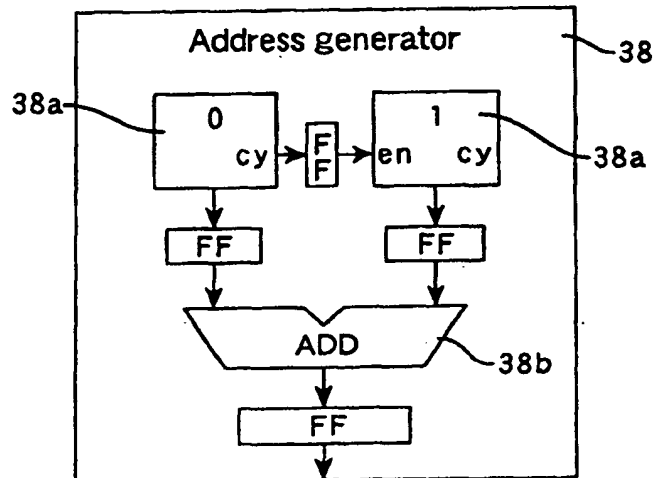 Address generator
38
38a
0
cy
F
F
1
en cy
38a
FF
FF
ADD
38b
FF